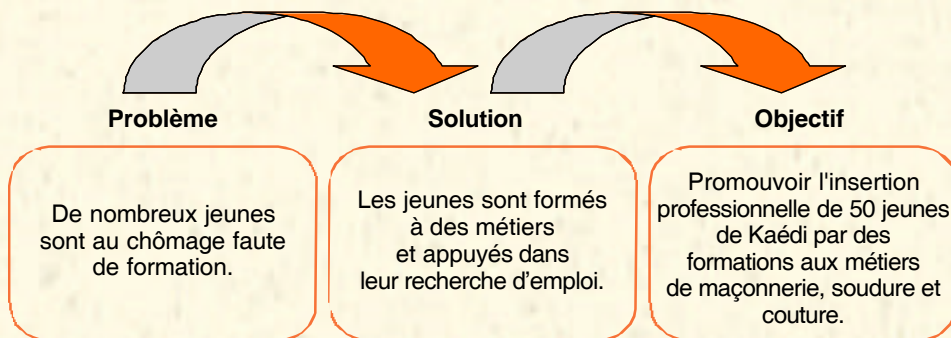 Problème
Solution
Objectif
De nombreux jeunes
sont au chômage faute
de formation.
Les jeunes sont formés
à des métiers
et appuyés dans
leur recherche d’emploi.
Promouvoir l'insertion
professionnelle de 50 jeunes
de Kaédi par des
formations aux métiers
de maçonnerie, soudure et
couture.